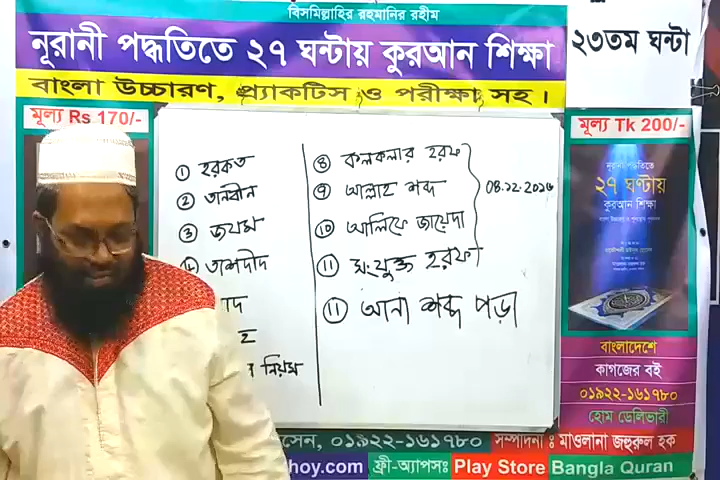 বিসমিল্লাহির রহমানির রহীম
নূরানী পদ্ধতিতে ২৭ ঘন্টায় কুরআন শিক্ষা
২৩তম ঘন্টা
বাংলা উচ্চারণ, প্র্যাকটিস ও পরীক্ষা সহ।
মূল্য Rs 170/-
① হরকত
② তানবীন
③ জযম
④ তাশদীদ
াদ
নিয়ম
⑧ কলকলার হরফ
⑨ আল্লাহ শব্দ
⑩ আলিফে জায়েদা
⑪ সংযুক্ত হরফ
⑪ আনা শব্দ পড়া
মূল্য Tk 200/-
নূরানী পদ্ধতিতে
২৭ ঘন্টায়
কুরআন শিক্ষা
বাংলাদেশে
কাগজের বই
০১৯২২-১৬১৭৮০
হোম ডেলিভারী
সেন, ০১৯২২-১৬১৭৮০ সম্পাদনা : মাওলানা জহুরুল হক
hoy.com ফ্রী-অ্যাপসঃ Play Store Bangla Quran